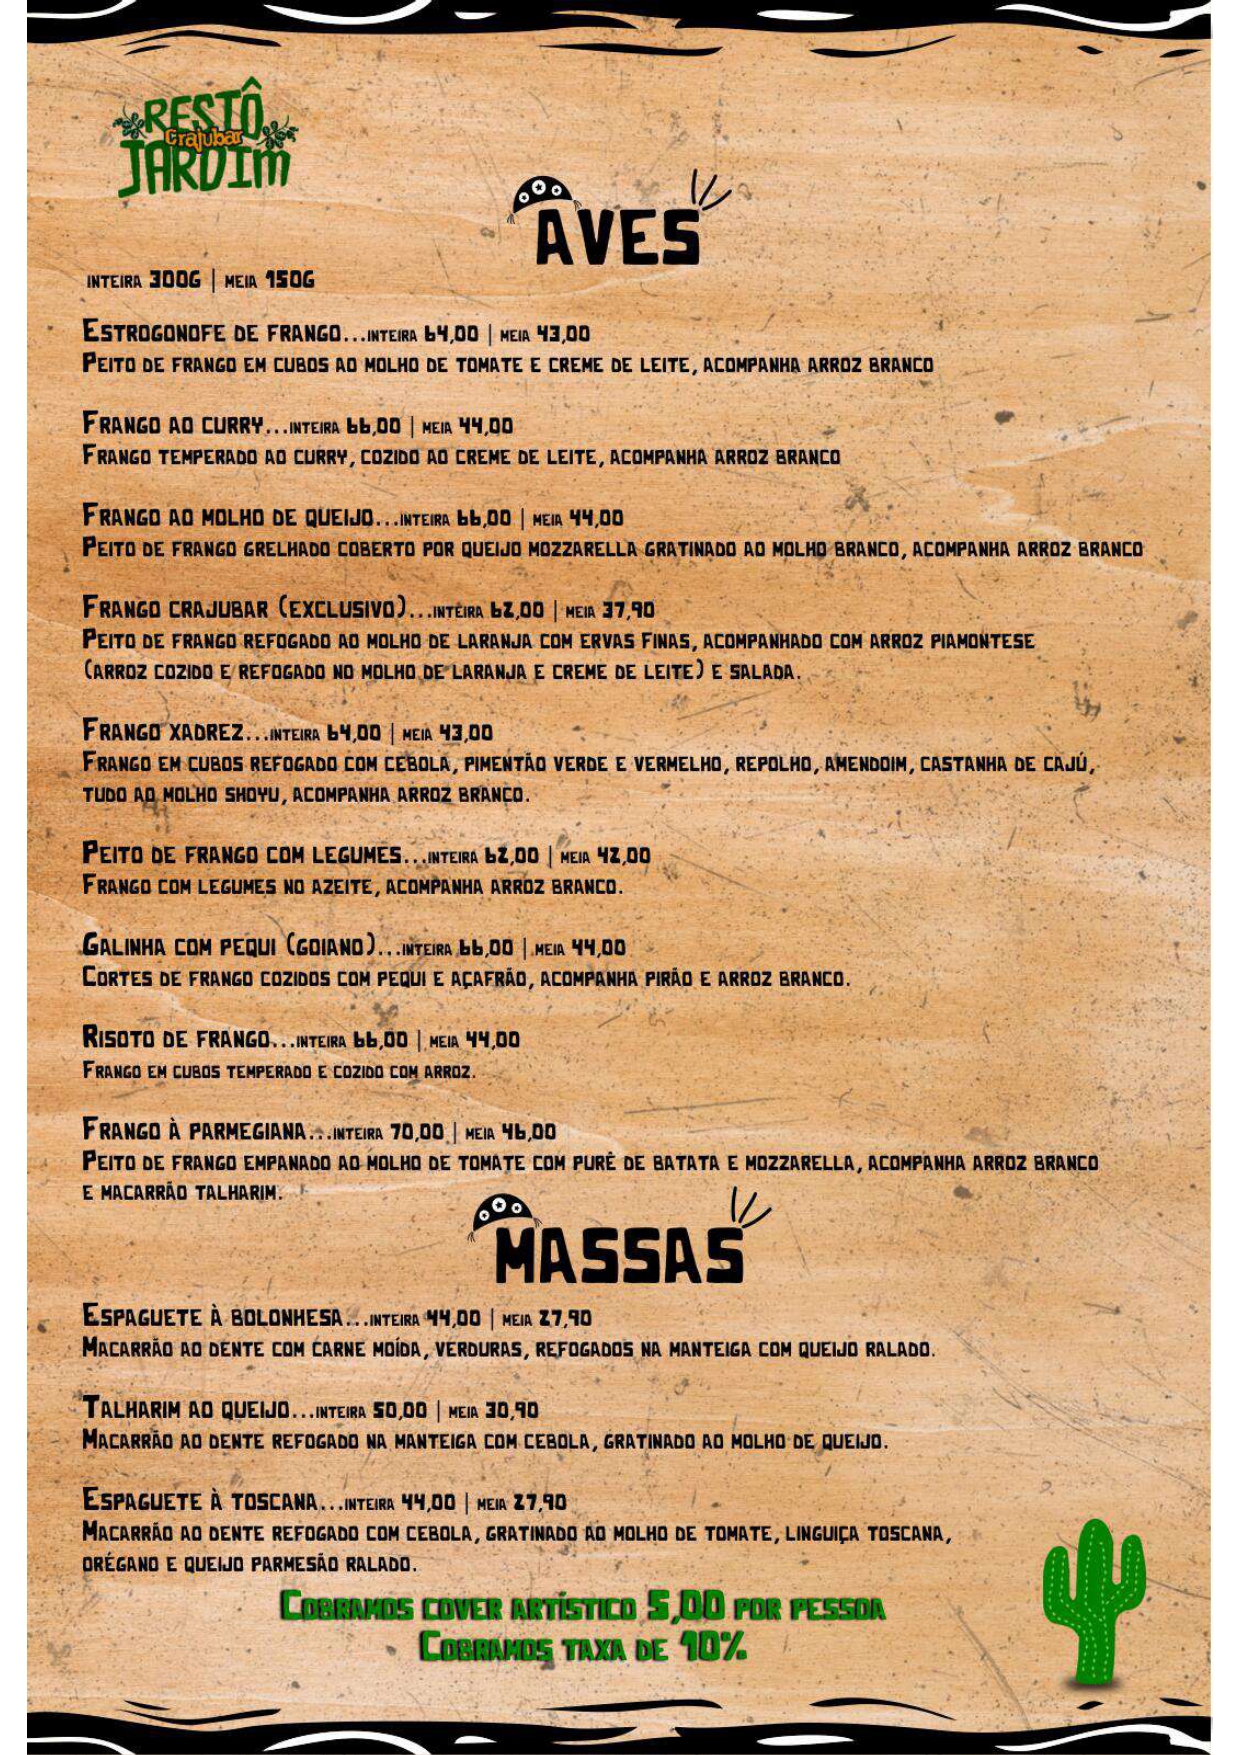 RESTÔ
Crajubar
JARDIM
AVES
INTEIRA 300G | MEIA 150G
ESTROGONOFE DE FRANGO...INTEIRA 64,00 | MEIA 43,00
PEITO DE FRANGO EM CUBOS AO MOLHO DE TOMATE E CREME DE LEITE, ACOMPANHA ARROZ BRANCO
FRANGO AO CURRY...INTEIRA 66,00 | MEIA 44,00
FRANGO TEMPERADO AO CURRY, COZIDO AO CREME DE LEITE, ACOMPANHA ARROZ BRANCO
FRANGO AO MOLHO DE QUEIJO...INTEIRA 66,00 | MEIA 44,00
PEITO DE FRANGO GRELHADO COBERTO POR QUEIJO MOZZARELLA GRATINADO AO MOLHO BRANCO, ACOMPANHA ARROZ BRANCO
FRANGO CRAJUBAR (EXCLUSIVO)...INTEIRA 62,00 | MEIA 37,90
PEITO DE FRANGO REFOGADO AO MOLHO DE LARANJA COM ERVAS FINAS, ACOMPANHADO COM ARROZ PIAMONTESE
(ARROZ COZIDO E REFOGADO NO MOLHO DE LARANJA E CREME DE LEITE) E SALADA.
FRANGO XADREZ...INTEIRA 64,00 | MEIA 43,00
FRANGO EM CUBOS REFOGADO COM CEBOLA, PIMENTÃO VERDE E VERMELHO, REPOLHO, AMENDOIM, CASTANHA DE CAJÚ,
TUDO AO MOLHO SHOYU, ACOMPANHA ARROZ BRANCO.
PEITO DE FRANGO COM LEGUMES...INTEIRA 62,00 | MEIA 42,00
FRANGO COM LEGUMES NO AZEITE, ACOMPANHA ARROZ BRANCO.
GALINHA COM PEQUI (GOIANO)...INTEIRA 66,00 | MEIA 44,00
CORTES DE FRANGO COZIDOS COM PEQUI E AÇAFRÃO, ACOMPANHA PIRÃO E ARROZ BRANCO.
RISOTO DE FRANGO...INTEIRA 66,00 | MEIA 44,00
FRANGO EM CUBOS TEMPERADO E COZIDO COM ARROZ.
FRANGO À PARMEGIANA...INTEIRA 70,00 | MEIA 46,00
PEITO DE FRANGO EMPANADO AO MOLHO DE TOMATE COM PURÊ DE BATATA E MOZZARELLA, ACOMPANHA ARROZ BRANCO
E MACARRÃO TALHARIM.
MASSAS
ESPAGUETE À BOLONHESA...INTEIRA 44,00 | MEIA 27,90
MACARRÃO AO DENTE COM CARNE MOÍDA, VERDURAS, REFOGADOS NA MANTEIGA COM QUEIJO RALADO.
TALHARIM AO QUEIJO...INTEIRA 50,00 | MEIA 30,90
MACARRÃO AO DENTE REFOGADO NA MANTEIGA COM CEBOLA, GRATINADO AO MOLHO DE QUEIJO.
ESPAGUETE À TOSCANA...INTEIRA 44,00 | MEIA 27,90
MACARRÃO AO DENTE REFOGADO COM CEBOLA, GRATINADO AO MOLHO DE TOMATE, LINGUIÇA TOSCANA,
ORÉGANO E QUEIJO PARMESÃO RALADO.
COBRAMOS COVER ARTÍSTICO 5,00 POR PESSOA
COBRAMOS TAXA DE 10%